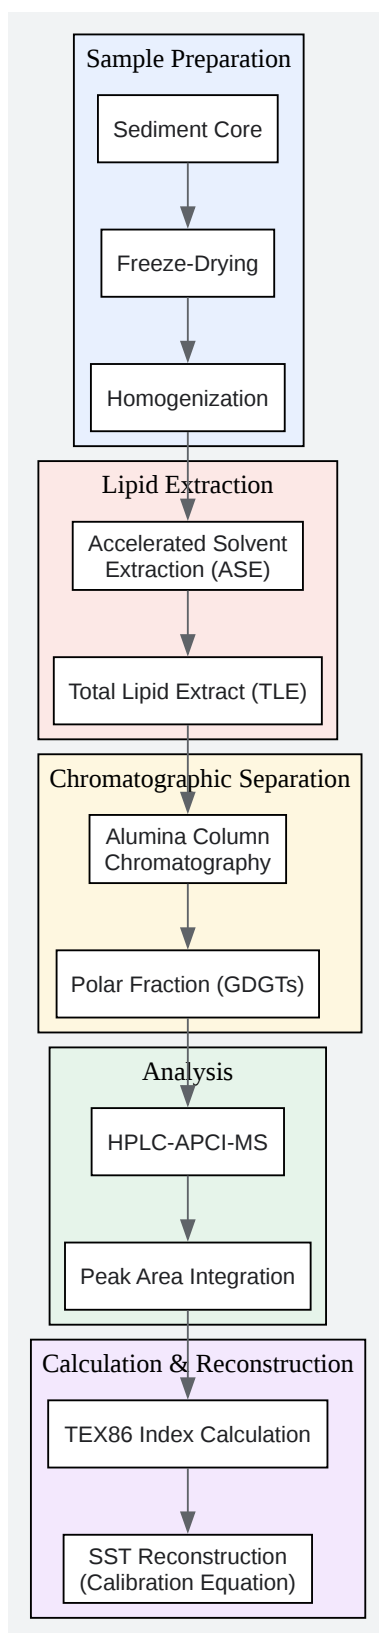 Sample Preparation
Sediment Core
Freeze-Drying
Homogenization
Lipid Extraction
Accelerated Solvent
Extraction (ASE)
Total Lipid Extract (TLE)
Chromatographic Separation
Alumina Column
Chromatography
Polar Fraction (GDGTs)
Analysis
HPLC-APCI-MS
Peak Area Integration
Calculation & Reconstruction
TEX86 Index Calculation
SST Reconstruction
(Calibration Equation)